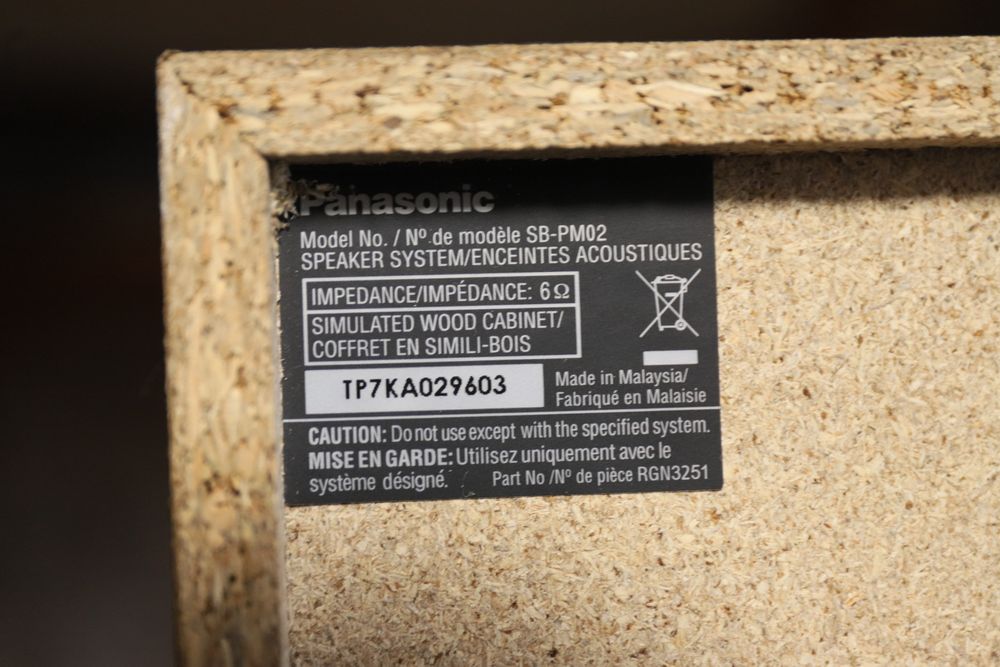 Panasonic
Model No. / Nº de modèle SB-PM02
SPEAKER SYSTEM/ENCEINTES ACOUSTIQUES
IMPEDANCE/IMPÉDANCE: 6Ω
SIMULATED WOOD CABINET/
COFFRET EN SIMILI-BOIS
TP7KA029603
Made in Malaysia/
Fabriqué en Malaisie
CAUTION: Do not use except with the specified system.
MISE EN GARDE: Utilisez uniquement avec le
système désigné.
Part No /Nº de pièce RGN3251